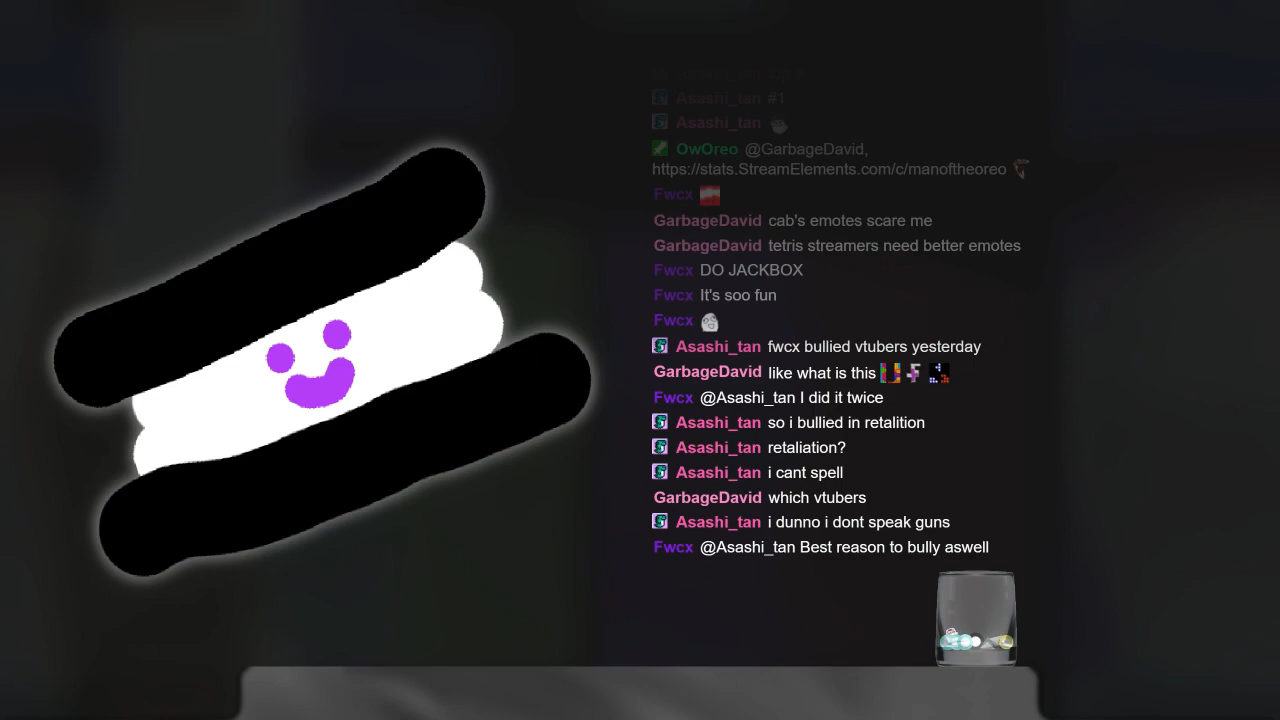 Asashi_tan #1
Asashi_tan
OwOreo @GarbageDavid,
https://stats.StreamElements.com/c/manoftheoreo
Fwcx
GarbageDavid cab's emotes scare me
GarbageDavid tetris streamers need better emotes
Fwcx DO JACKBOX
Fwcx It's soo fun
Fwcx
Asashi_tan fwcx bullied vtubers yesterday
GarbageDavid like what is this
Fwcx @Asashi_tan I did it twice
Asashi_tan so i bullied in retalition
Asashi_tan retaliation?
Asashi_tan i cant spell
GarbageDavid which vtubers
Asashi_tan i dunno i dont speak guns
Fwcx @Asashi_tan Best reason to bully aswell